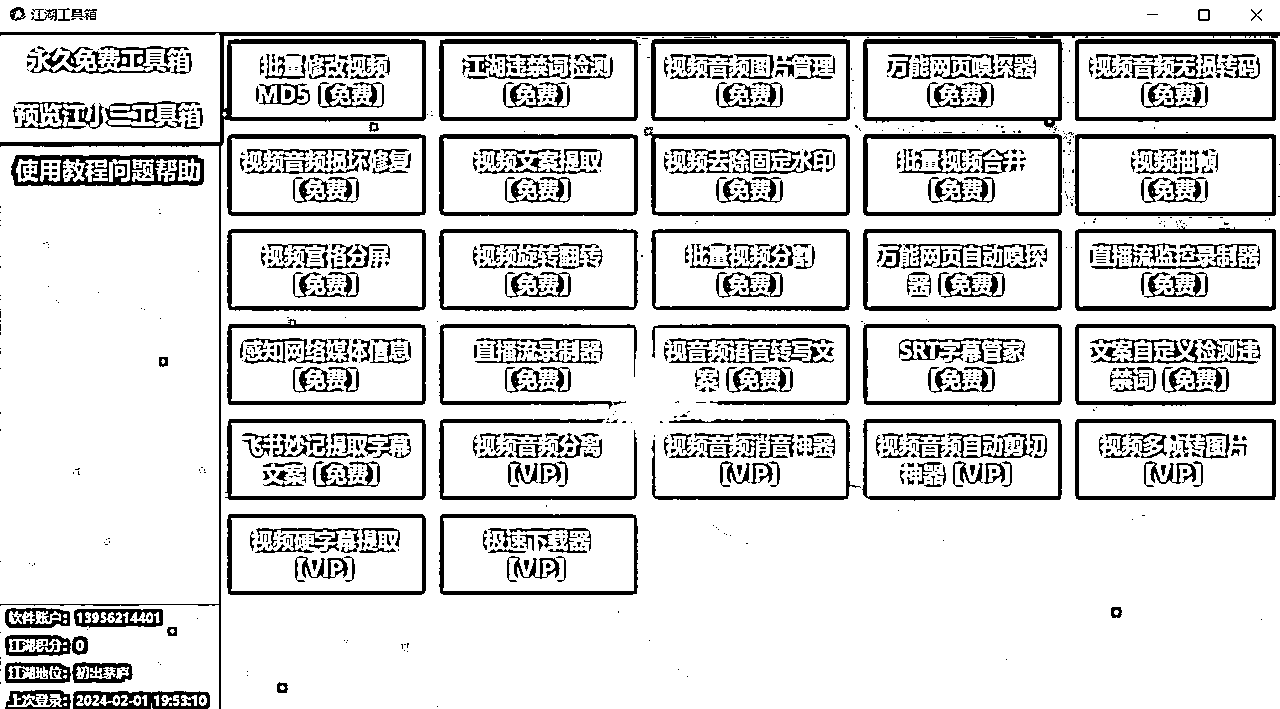 江湖工具箱
永久免费工具箱
预览江小二工具箱
使用教程问题帮助
批量修改视频
MD5【免费】
江湖违禁词检测
【免费】
视频音频图片管理
【免费】
万能网页嗅探器
【免费】
视频音频无损转码
【免费】
视频音频损坏修复
【免费】
视频文案提取
【免费】
视频去除固定水印
【免费】
批量视频合并
【免费】
视频抽帧
【免费】
视频宫格分屏
【免费】
视频旋转翻转
【免费】
批量视频分割
【免费】
万能网页自动嗅探
器【免费】
直播流监控录制器
【免费】
感知网络媒体信息
【免费】
直播流录制器
【免费】
视音频语音转写文
案【免费】
SRT字幕管家
【免费】
文案自定义检测违
禁词【免费】
飞书妙记提取字幕
文案【免费】
视频音频分离
【VIP】
视频音频消音神器
【VIP】
视频音频自动剪切
神器【VIP】
视频多帧转图片
【VIP】
视频硬字幕提取
【VIP】
极速下载器
【VIP】
软件账户：13956214401
江湖积分：0
江湖地位：初出茅庐
上次登录：2024-02-01 19:53:10